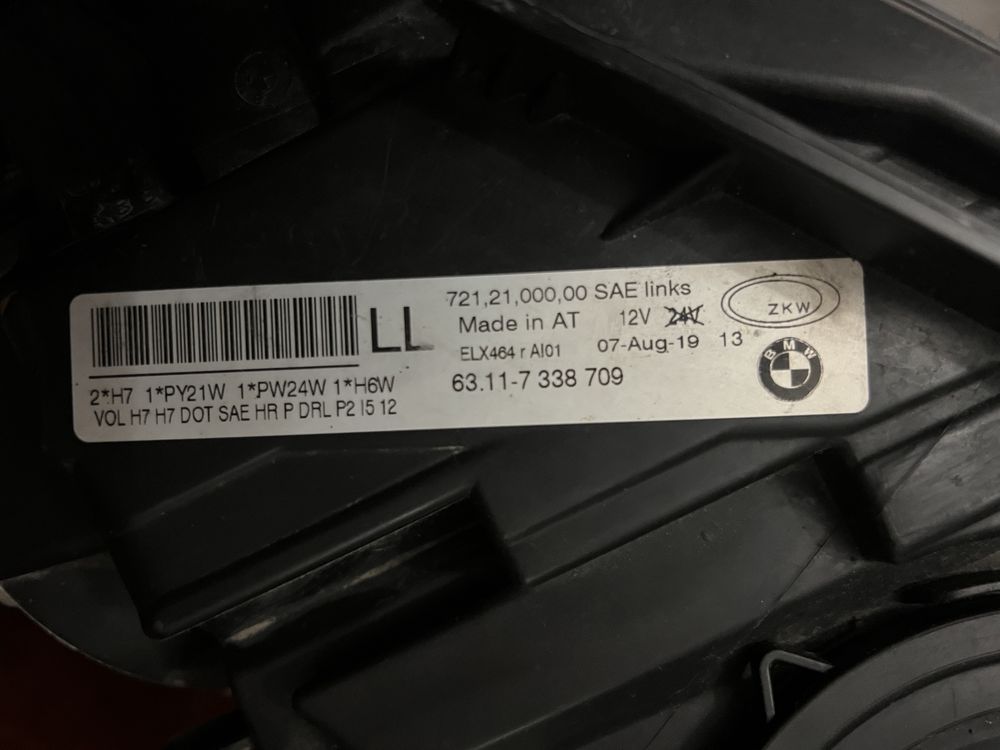 LL
721,21,000,00 SAE links
Made in AT 12V 24V
ZKW
ELX464 r AI01 07-Aug-19 13
BMW
63.11-7 338 709
2*H7 1*PY21W 1*PW24W 1*H6W
VOL H7 H7 DOT SAE HR P DRL P2 I5 12